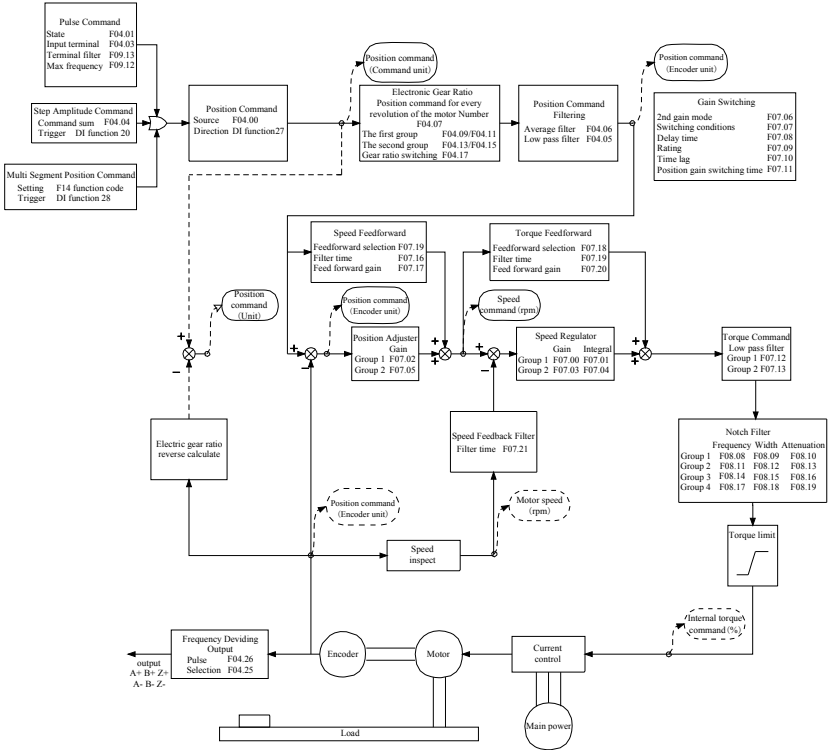 Pulse Command
State F04.01
Input terminal F04.03
Terminal filter F09.13
Max frequency F09.12
Step Amplitude Command
Command sum F04.04
Trigger DI function 20
Multi Segment Position Command
Setting F14 function code
Trigger DI function 28
Position Command
Source F04.00
Direction DI function27
Position command
(Command unit)
Electronic Gear Ratio
Position command for every
revolution of the motor Number
F04.07
The first group F04.09/F04.11
The second group F04.13/F04.15
Gear ratio switching F04.17
Position Command
Filtering
Average filter F04.06
Low pass filter F04.05
Position command
(Encoder unit)
Gain Switching
2nd gain mode F07.06
Switching conditions F07.07
Delay time F07.08
Rating F07.09
Time lag F07.10
Position gain switching time F07.11
Speed Feedforward
Feedforward selection F07.19
Filter time F07.16
Feed forward gain F07.17
Torque Feedforward
Feedforward selection F07.18
Filter time F07.19
Feed forward gain F07.20
Position
command
(Unit)
Position command
(Encoder unit)
Speed
command(rpm)
+
−
+
−
Position Adjuster
Gain
Group 1 F07.02
Group 2 F07.05
+
+
+
−
Speed Regulator
Gain Integral
Group 1 F07.00 F07.01
Group 2 F07.03 F07.04
+
+
Torque Command
Low pass filter
Group 1 F07.12
Group 2 F07.13
Electric gear ratio
reverse calculate
Speed Feedback Filter
Filter time F07.21
Notch Filter
Frequency Width Attenuation
Group 1 F08.08 F08.09 F08.10
Group 2 F08.11 F08.12 F08.13
Group 3 F08.14 F08.15 F08.16
Group 4 F08.17 F08.18 F08.19
Position command
(Encoder unit)
Motor speed
(rpm)
Speed
inspect
Torque limit
Internal torque
command(%)
Frequency Deviding
Output
Pulse F04.26
Selection F04.25
output
A+ B+ Z+
A- B- Z-
Encoder
Motor
Current
control
Main power
Load